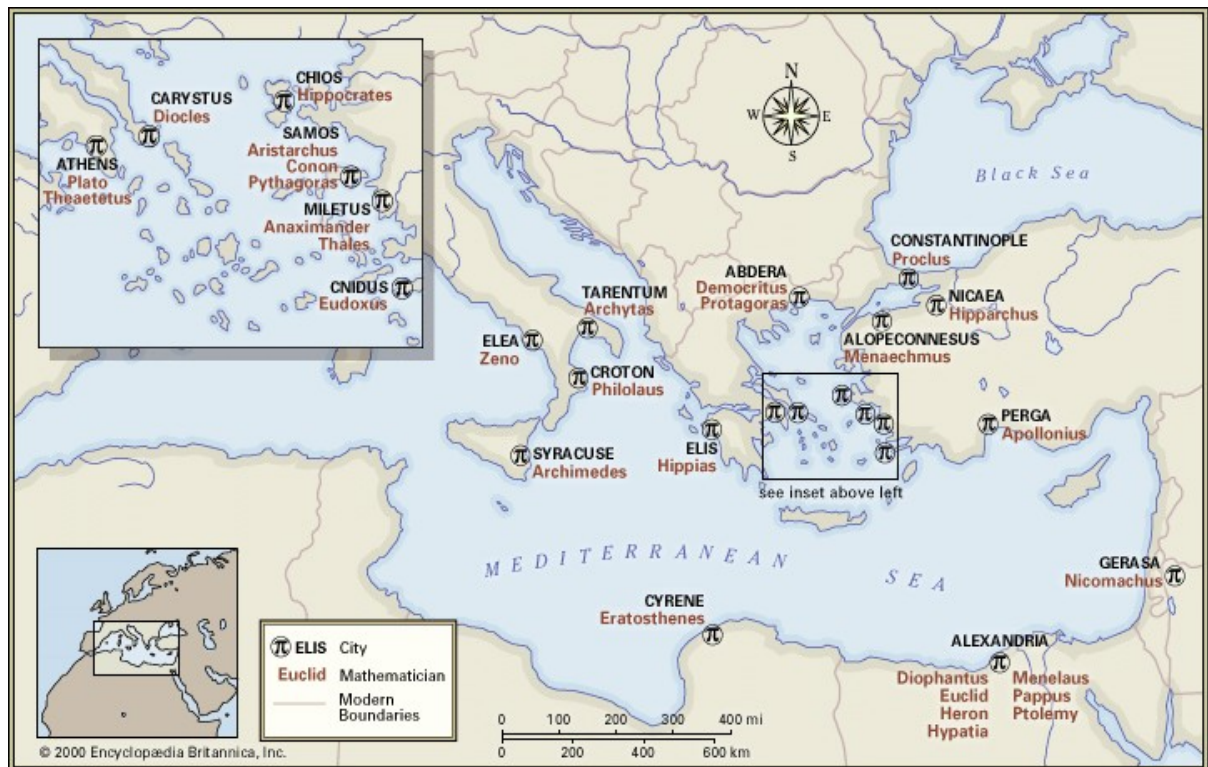 CHIOS
Hippocrates
CARYSTUS
Diocles
SAMOS
Aristarchus
Conon
Pythagoras
ATHENS
Plato
Theaetetus
MILETUS
Anaximander
Thales
CNIDUS
Eudoxus
N
W E
S
Black Sea
CONSTANTINOPLE
Proclus
ABDERA
Democritus
Protagoras
NICAEA
Hipparchus
TARENTUM
Archytas
ALOPECONNESUS
Menaechmus
ELEA
Zeno
CROTON
Philolaus
PERGA
Apollonius
ELIS
Hippias
SYRACUSE
Archimedes
see inset above left
MEDITERRANEAN SEA
GERASA
Nicomachus
CYRENE
Eratosthenes
ALEXANDRIA
Diophantus Menelaus
Euclid Pappus
Heron Ptolemy
Hypatia
π ELIS City
Euclid Mathematician
Modern
Boundaries
0 100 200 300 400 mi
0 200 400 600 km
© 2000 Encyclopædia Britannica, Inc.